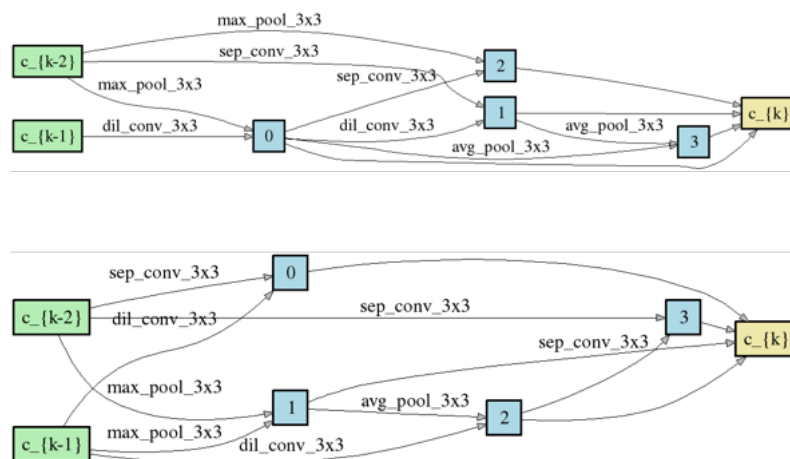 max_pool_3x3
sep_conv_3x3
c_{k-2}
sep_conv_3x3
2
max_pool_3x3
c_{k-1}
dil_conv_3x3
0
dil_conv_3x3
1
avg_pool_3x3
c_{k}
avg_pool_3x3
3
sep_conv_3x3
0
c_{k-2}
dil_conv_3x3
sep_conv_3x3
3
sep_conv_3x3
c_{k}
max_pool_3x3
1
avg_pool_3x3
2
max_pool_3x3
c_{k-1}
dil_conv_3x3